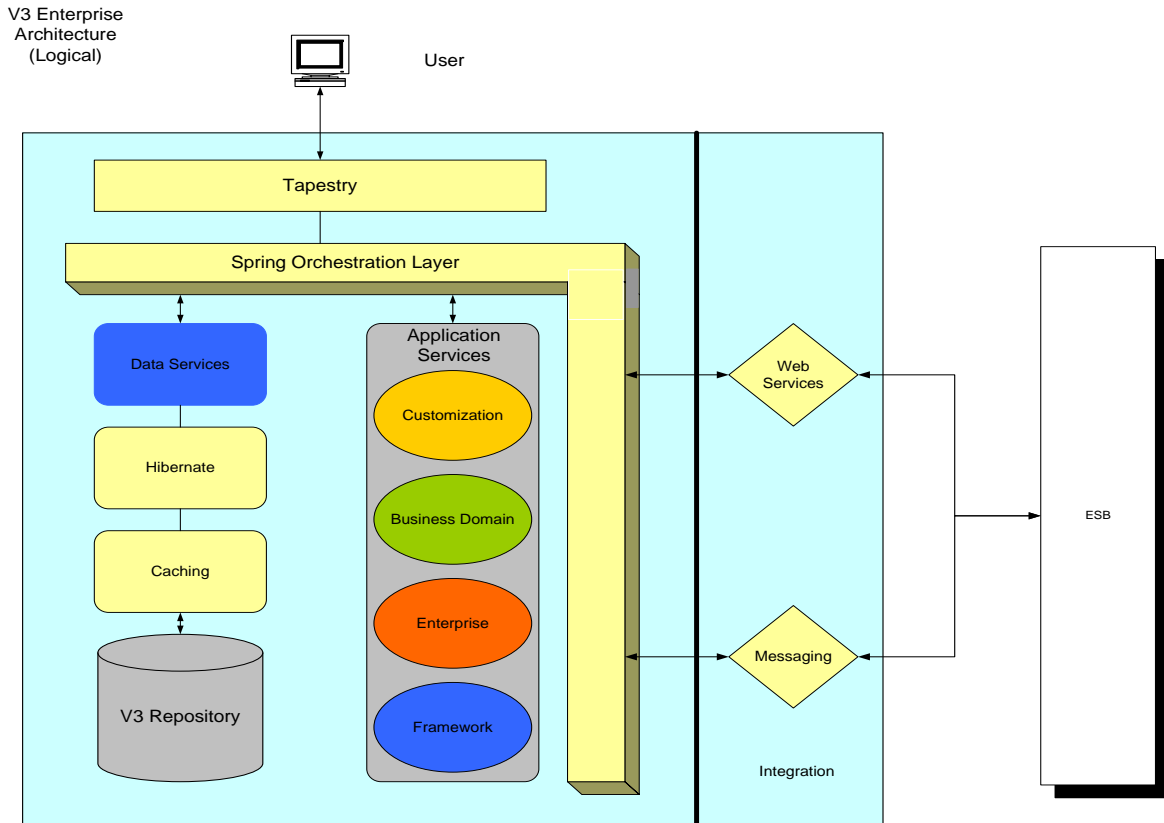 V3 Enterprise
Architecture
(Logical)
User
Tapestry
Spring Orchestration Layer
Data Services
Hibernate
Caching
V3 Repository
Application
Services
Customization
Business Domain
Enterprise
Framework
Web
Services
Messaging
Integration
ESB